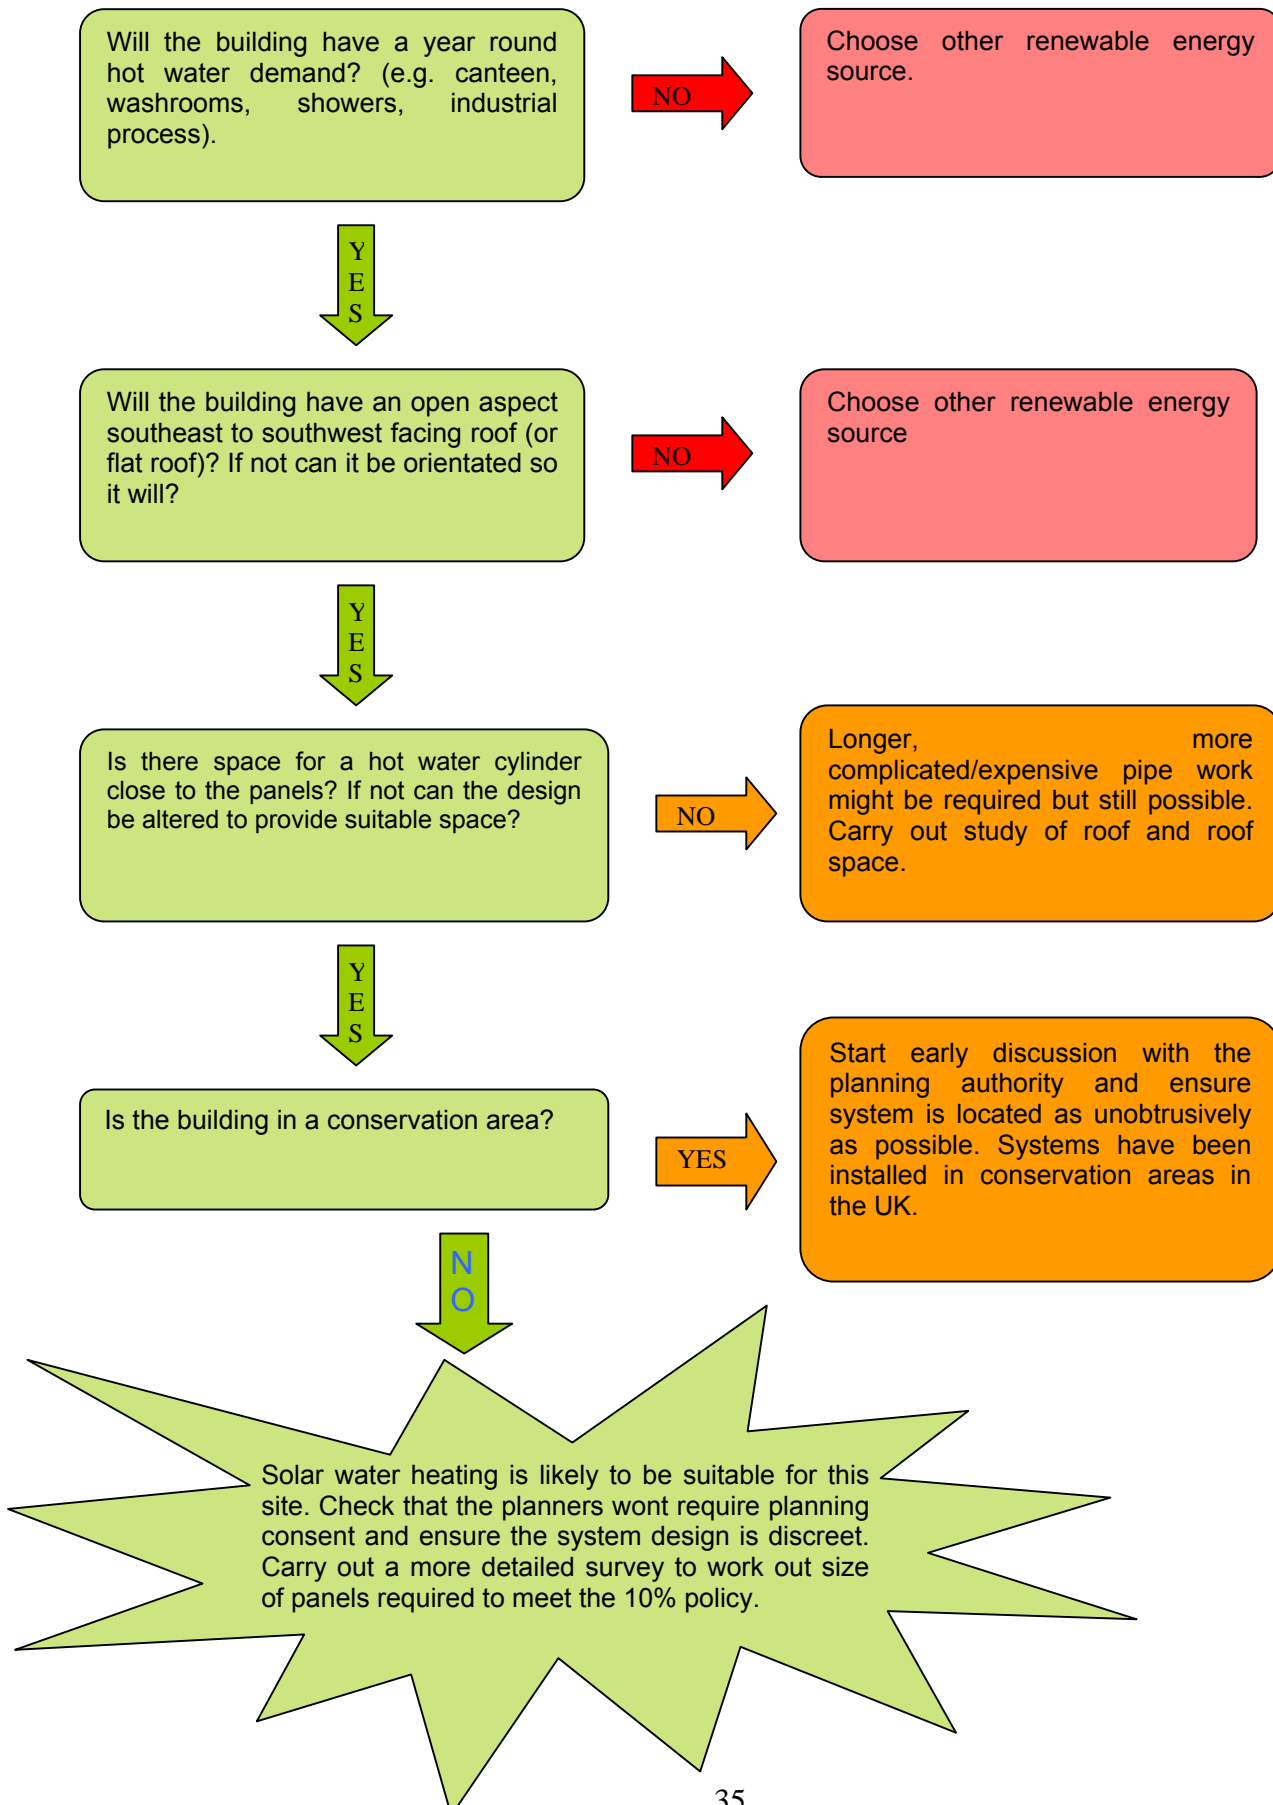 Will the building have a year round
hot water demand? (e.g. canteen,
washrooms, showers, industrial
process).
NO
Choose other renewable energy
source.
Y
E
S
Will the building have an open aspect
southeast to southwest facing roof (or
flat roof)? If not can it be orientated so
it will?
NO
Choose other renewable energy
source
Y
E
S
Is there space for a hot water cylinder
close to the panels? If not can the design
be altered to provide suitable space?
NO
Longer, more
complicated/expensive pipe work
might be required but still possible.
Carry out study of roof and roof
space.
Y
E
S
Is the building in a conservation area?
YES
Start early discussion with the
planning authority and ensure
system is located as unobtrusively
as possible. Systems have been
installed in conservation areas in
the UK.
N
O
Solar water heating is likely to be suitable for this
site. Check that the planners wont require planning
consent and ensure the system design is discreet.
Carry out a more detailed survey to work out size
of panels required to meet the 10% policy.
35